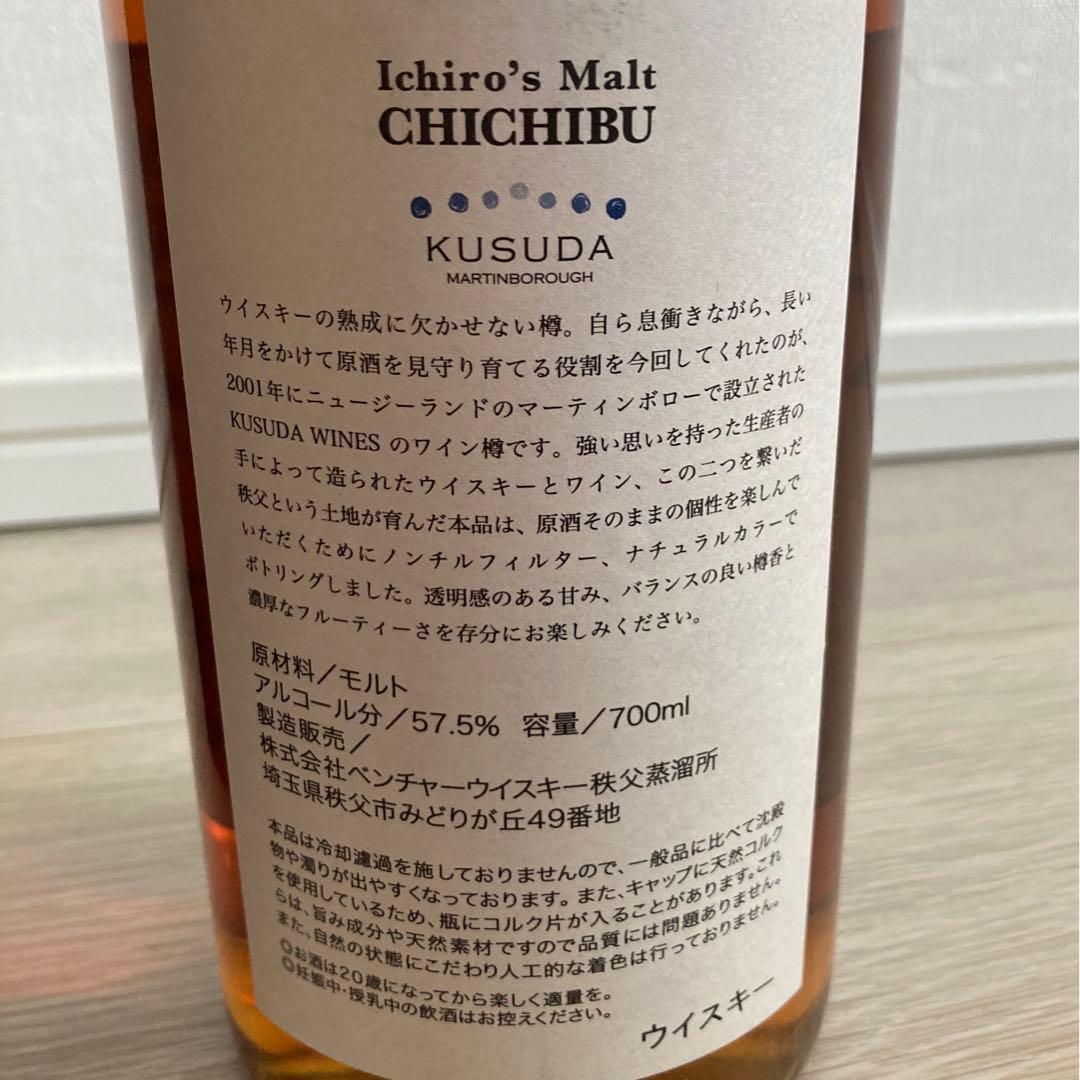 Ichiro's Malt
CHICHIBU
KUSUDA
MARTINBOROUGH
ウイスキーの熟成に欠かせない樽。自ら息衝きながら、長い
年月をかけて原酒を見守り育てる役割を今回してくれたのが、
2001年にニュージーランドのマーティンボローで設立された
KUSUDA WINES のワイン樽です。強い思いを持った生産者の
手によって造られたウイスキーとワイン、この二つを繋いだ
秩父という土地が育んだ本品は、原酒そのままの個性を楽しんで
いただくためにノンチルフィルター、ナチュラルカラーで
ボトリングしました。透明感のある甘み、バランスの良い樽香と
濃厚なフルーティーさを存分にお楽しみください。
原材料／モルト
アルコール分／57.5% 容量／700ml
製造販売／
株式会社ベンチャーウイスキー秩父蒸溜所
埼玉県秩父市みどりが丘49番地
本品は冷却濾過を施しておりませんので、一般品に比べて沈殿
物や濁りが出やすくなっております。また、キャップに天然コルク
を使用しているため、瓶にコルク片が入ることがあります。これ
らは、旨み成分や天然素材ですので品質には問題ありません。
また、自然の状態にこだわり人工的な着色は行っておりません。
◎お酒は20歳になってから楽しく適量を。
◎妊娠中・授乳中の飲酒はお控えください。
ウイスキー